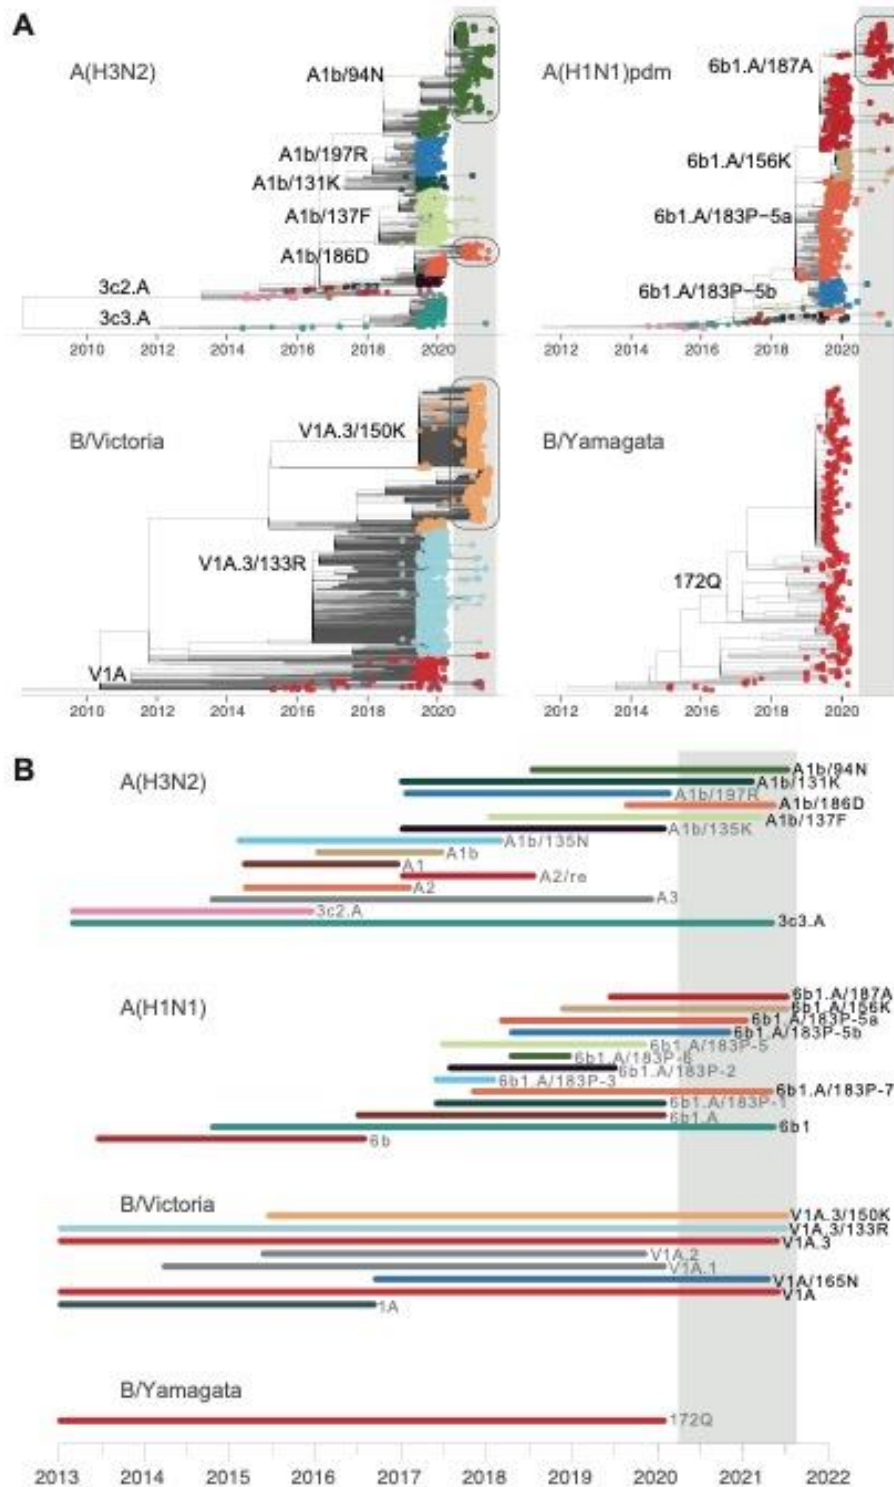 A
A(H3N2)
A1b/94N
A1b/197R
A1b/131K
A1b/137F
A1b/186D
3c2.A
3c3.A
2010 2012 2014 2016 2018 2020
A(H1N1)pdm
6b1.A/187A
6b1.A/156K
6b1.A/183P-5a
6b1.A/183P-5b
2012 2014 2016 2018 2020
B/Victoria
V1A.3/150K
V1A.3/133R
V1A
2010 2012 2014 2016 2018 2020
B/Yamagata
172Q
2012 2014 2016 2018 2020
B
A(H3N2)
A1b/94N
A1b/131K
A1b/197R
A1b/186D
A1b/137F
A1b/135K
A1b/135N
A1b
A1
A2/re
A2
A3
3c2.A
3c3.A
A(H1N1)
6b1.A/187A
6b1.A/156K
6b1.A/183P-5a
6b1.A/183P-5b
6b1.A/183P-5
6b1.A/183P-6
6b1.A/183P-2
6b1.A/183P-3
6b1.A/183P-7
6b1.A/183P-1
6b1.A
6b1
6b
B/Victoria
V1A.3/150K
V1A.3/133R
V1A.3
V1A.2
V1A.1
V1A/165N
V1A
1A
B/Yamagata
172Q
2013 2014 2015 2016 2017 2018 2019 2020 2021 2022